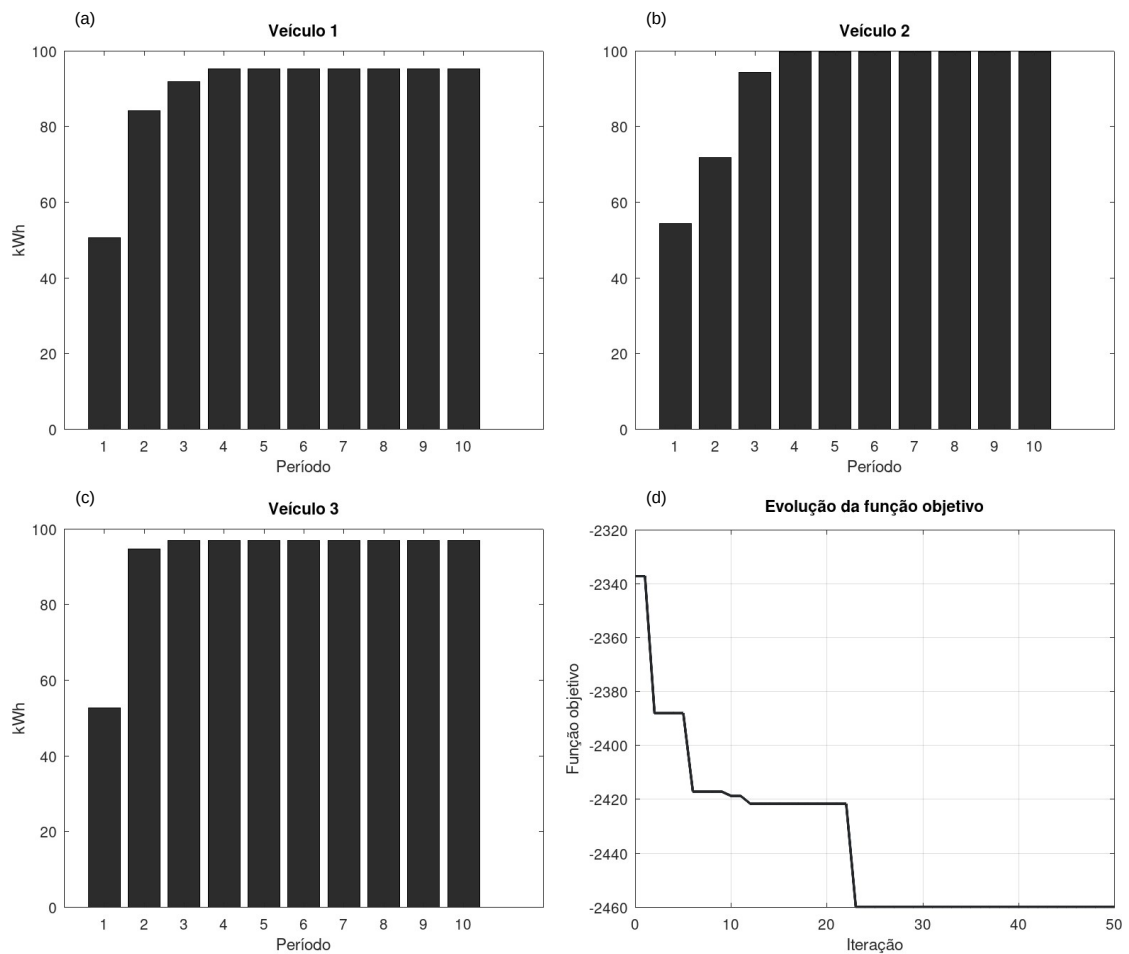 (a)
Veículo 1
100
80
60
40
20
0
kWh
1 2 3 4 5 6 7 8 9 10
Período
(b)
Veículo 2
100
80
60
40
20
0
1 2 3 4 5 6 7 8 9 10
Período
(c)
Veículo 3
100
80
60
40
20
0
kWh
1 2 3 4 5 6 7 8 9 10
Período
(d)
Evolução da função objetivo
-2320
-2340
-2360
-2380
-2400
-2420
-2440
-2460
Função objetivo
0 10 20 30 40 50
Iteração